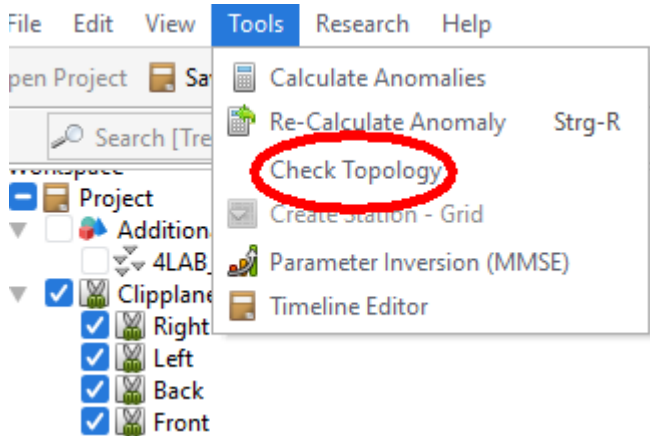 File Edit View Tools Research Help
pen Project Sa
Calculate Anomalies
Re-Calculate Anomaly Strg-R
Search [Tre
Check Topology
Workspace
Project
Create Station - Grid
Addition
4LAB_
Parameter Inversion (MMSE)
Clipplane
Timeline Editor
Right
Left
Back
Front